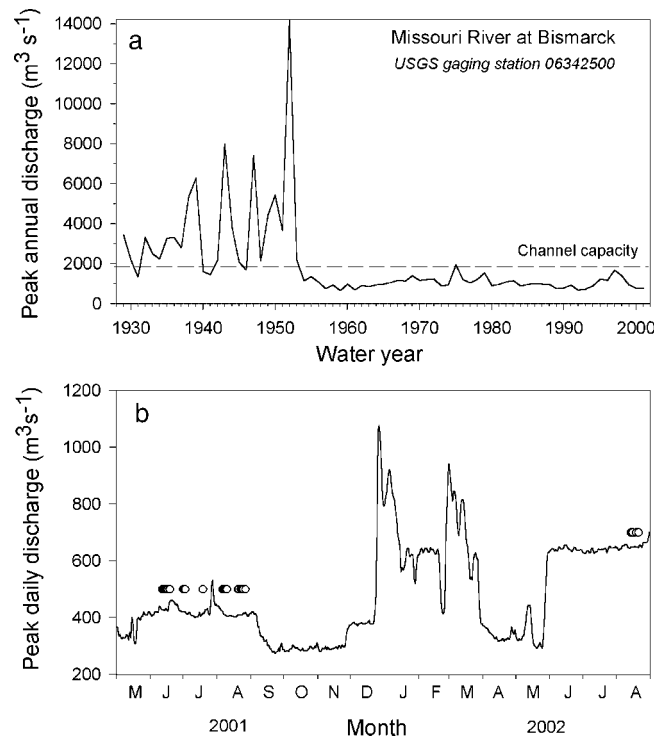 a
Missouri River at Bismarck
USGS gaging station 06342500
Peak annual discharge (m3 s-1)
14000
12000
10000
8000
6000
4000
2000
0
Channel capacity
1930 1940 1950 1960 1970 1980 1990 2000
Water year
b
Peak daily discharge (m3s-1)
1200
1000
800
600
400
200
M J J A S O N D J F M A M J J A
2001 Month 2002